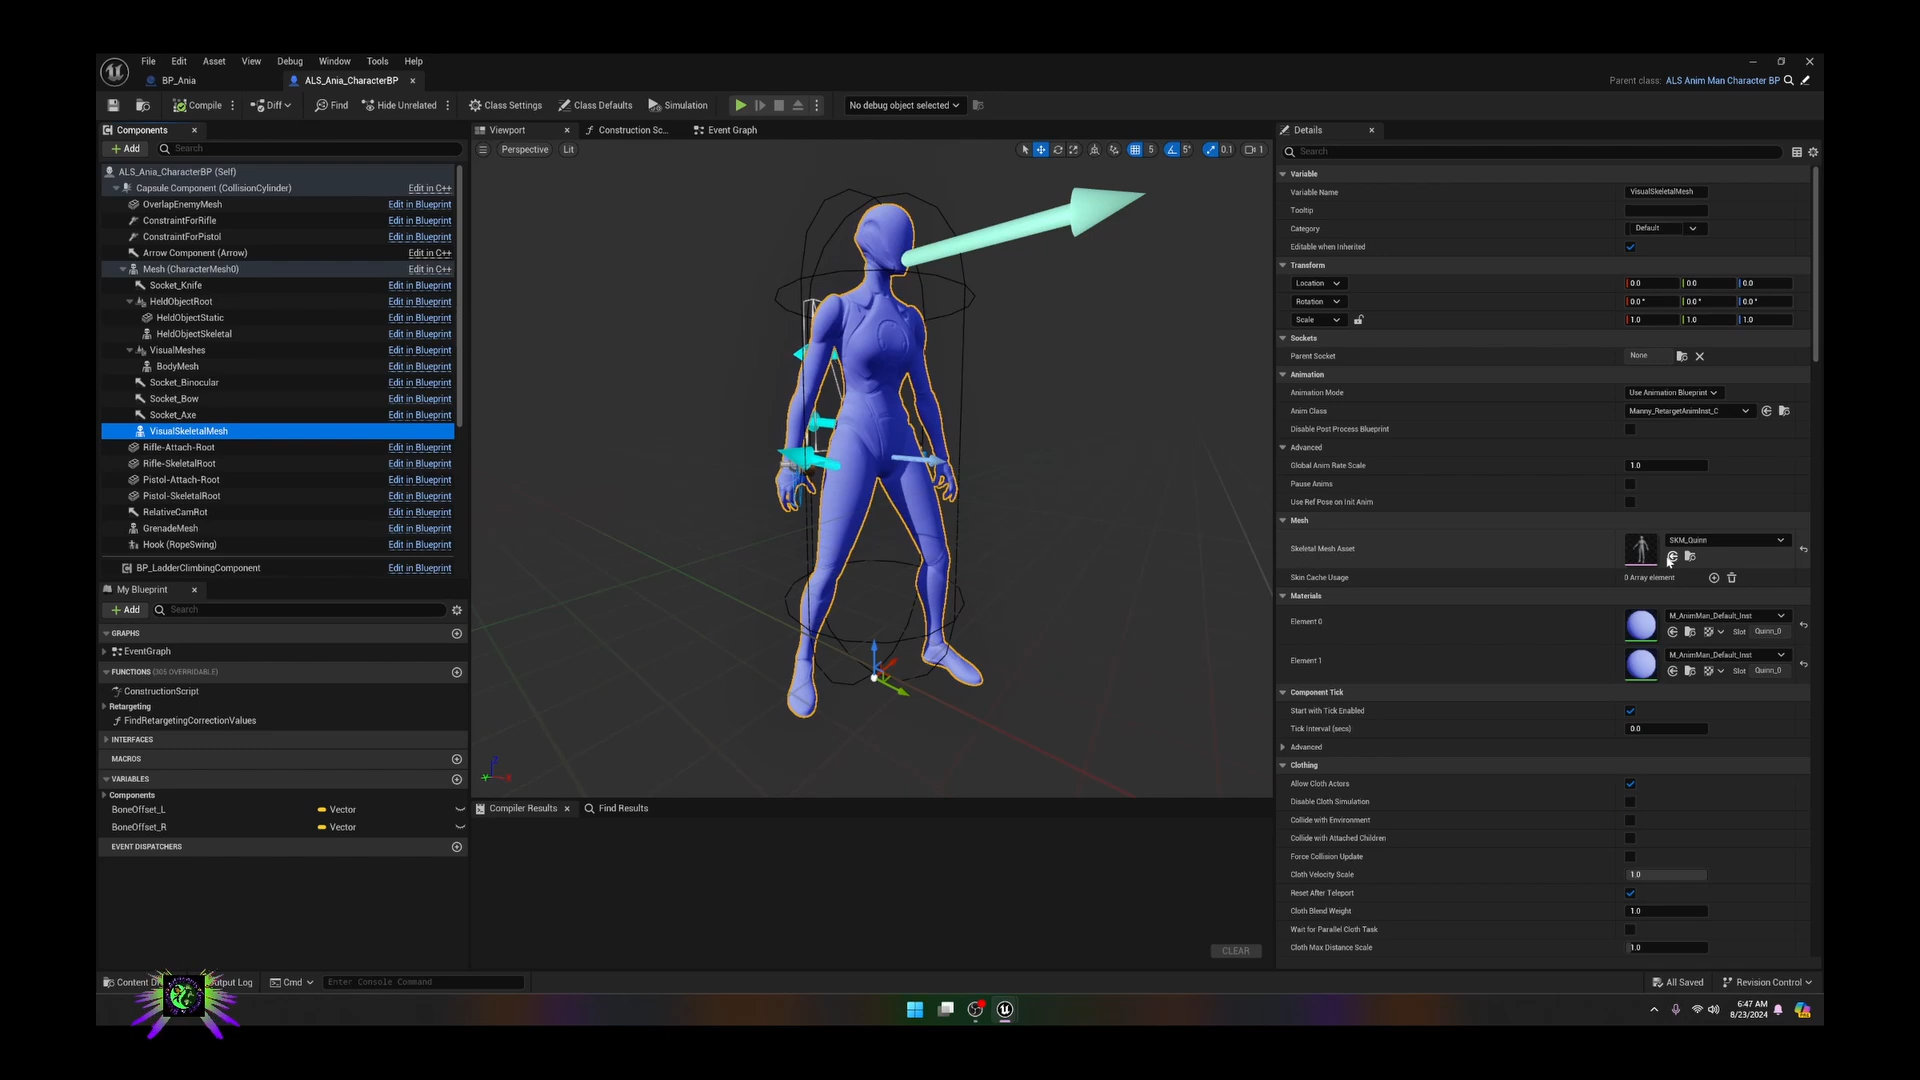 File Edit Asset View Debug Window Tools Help
BP_Ania ALS_Ania_CharacterBP
Parent class: ALS Anim Man Character BP
Compile Diff Find Hide Unrelated Class Settings Class Defaults Simulation No debug object selected
Components
Add Search
ALS_Ania_CharacterBP (Self)
Capsule Component (CollisionCylinder) Edit in C++
OverlapEnemyMesh Edit in Blueprint
ConstraintForRifle Edit in Blueprint
ConstraintForPistol Edit in Blueprint
Arrow Component (Arrow) Edit in C++
Mesh (CharacterMesh0) Edit in C++
Socket_Knife Edit in Blueprint
HeldObjectRoot Edit in Blueprint
HeldObjectStatic Edit in Blueprint
HeldObjectSkeletal Edit in Blueprint
VisualMeshes Edit in Blueprint
BodyMesh Edit in Blueprint
Socket_Binocular Edit in Blueprint
Socket_Bow Edit in Blueprint
Socket_Axe Edit in Blueprint
VisualSkeletalMesh Edit in Blueprint
Rifle-Attach-Root Edit in Blueprint
Rifle-SkeletalRoot Edit in Blueprint
Pistol-Attach-Root Edit in Blueprint
Pistol-SkeletalRoot Edit in Blueprint
RelativeCamRot Edit in Blueprint
GrenadeMesh Edit in Blueprint
Hook (RopeSwing) Edit in Blueprint
BP_LadderClimbingComponent Edit in Blueprint
My Blueprint
Add Search
GRAPHS
EventGraph
FUNCTIONS (305 OVERRIDABLE)
ConstructionScript
Retargeting
FindRetargetingCorrectionValues
INTERFACES
MACROS
VARIABLES
Components
BoneOffset_L Vector
BoneOffset_R Vector
EVENT DISPATCHERS
Viewport Construction Sc... Event Graph
Perspective Lit
5 5° 0.1 1
Z
Y X
Compiler Results Find Results
CLEAR
Details
Search
Variable
Variable Name VisualSkeletalMesh
Tooltip
Category Default
Editable when Inherited
Transform
Location 0.0 0.0 0.0
Rotation 0.0° 0.0° 0.0°
Scale 1.0 1.0 1.0
Sockets
Parent Socket None
Animation
Animation Mode Use Animation Blueprint
Anim Class Manny_RetargetAnimInst_C
Disable Post Process Blueprint
Advanced
Global Anim Rate Scale 1.0
Pause Anims
Use Ref Pose on Init Anim
Mesh
Skeletal Mesh Asset SKM_Quinn
Skin Cache Usage 0 Array element
Materials
Element 0 M_AnimMan_Default_Inst
Slot Quinn_0
Element 1 M_AnimMan_Default_Inst
Slot Quinn_0
Component Tick
Start with Tick Enabled
Tick Interval (secs) 0.0
Advanced
Clothing
Allow Cloth Actors
Disable Cloth Simulation
Collide with Environment
Collide with Attached Children
Force Collision Update
Cloth Velocity Scale 1.0
Reset After Teleport
Cloth Blend Weight 1.0
Wait for Parallel Cloth Task
Cloth Max Distance Scale 1.0
Content D utput Log Cmd Enter Console Command
All Saved Revision Control
6:47 AM
8/23/2024